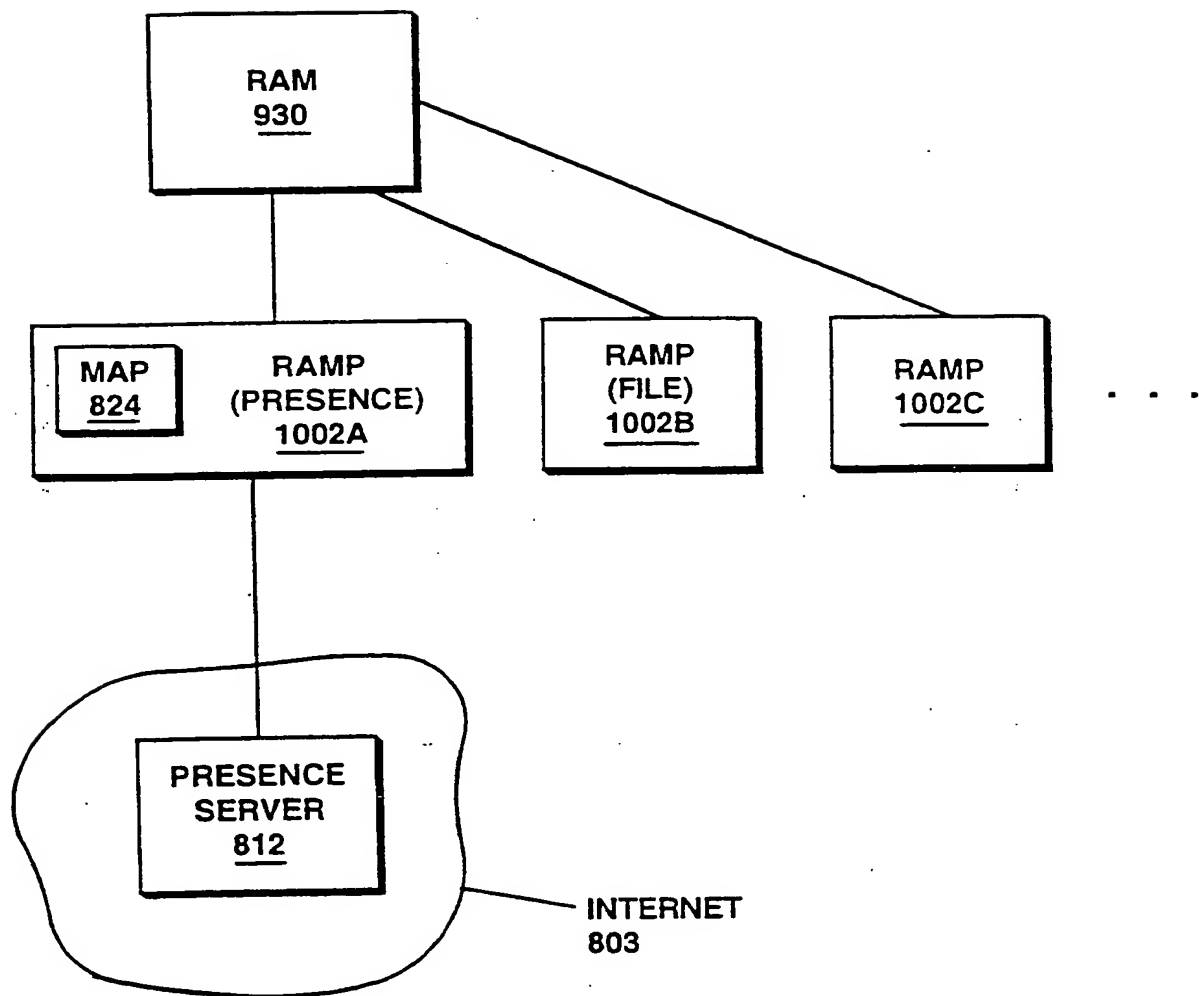 RAM
930
MAP
824
RAMP
(PRESENCE)
1002A
RAMP
(FILE)
1002B
RAMP
1002C
. . .
PRESENCE
SERVER
812
INTERNET
803